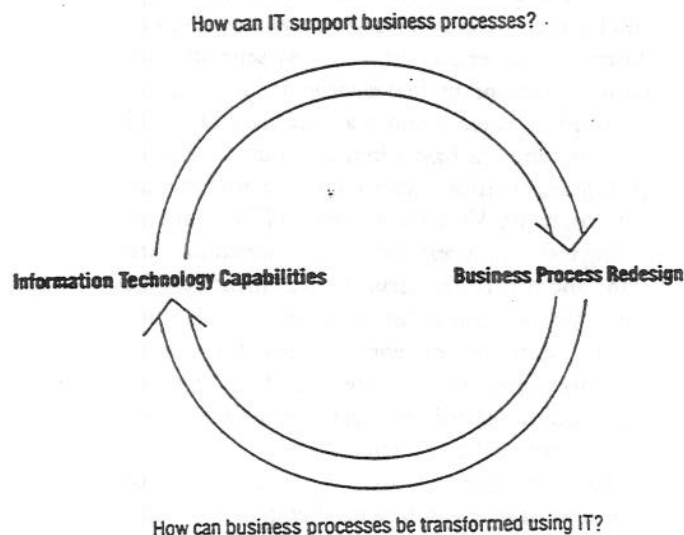 How can IT support business processes?
Information Technology Capabilities
Business Process Redesign
How can business processes be transformed using IT?